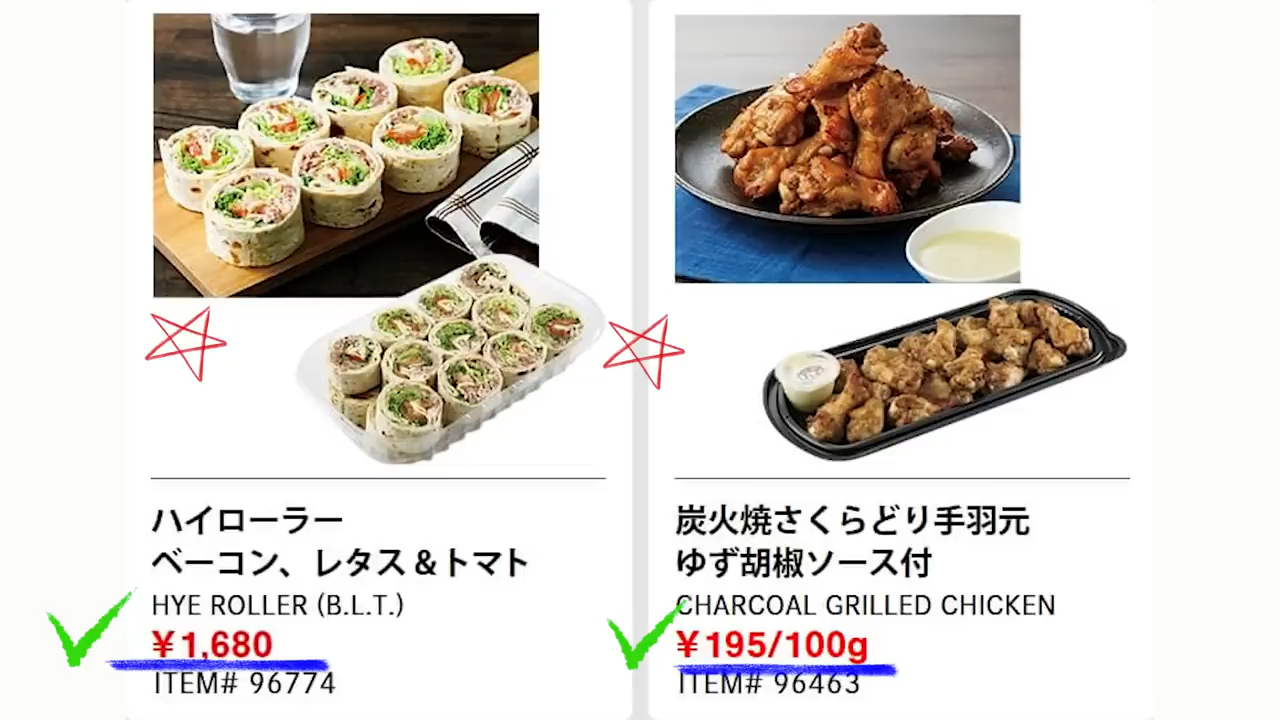 ハイローラー
ベーコン、レタス&トマト
HYE ROLLER (B.L.T.)
¥1,680
ITEM# 96774
炭火焼さくらどり手羽元
ゆず胡椒ソース付
CHARCOAL GRILLED CHICKEN
¥195/100g
ITEM# 96463